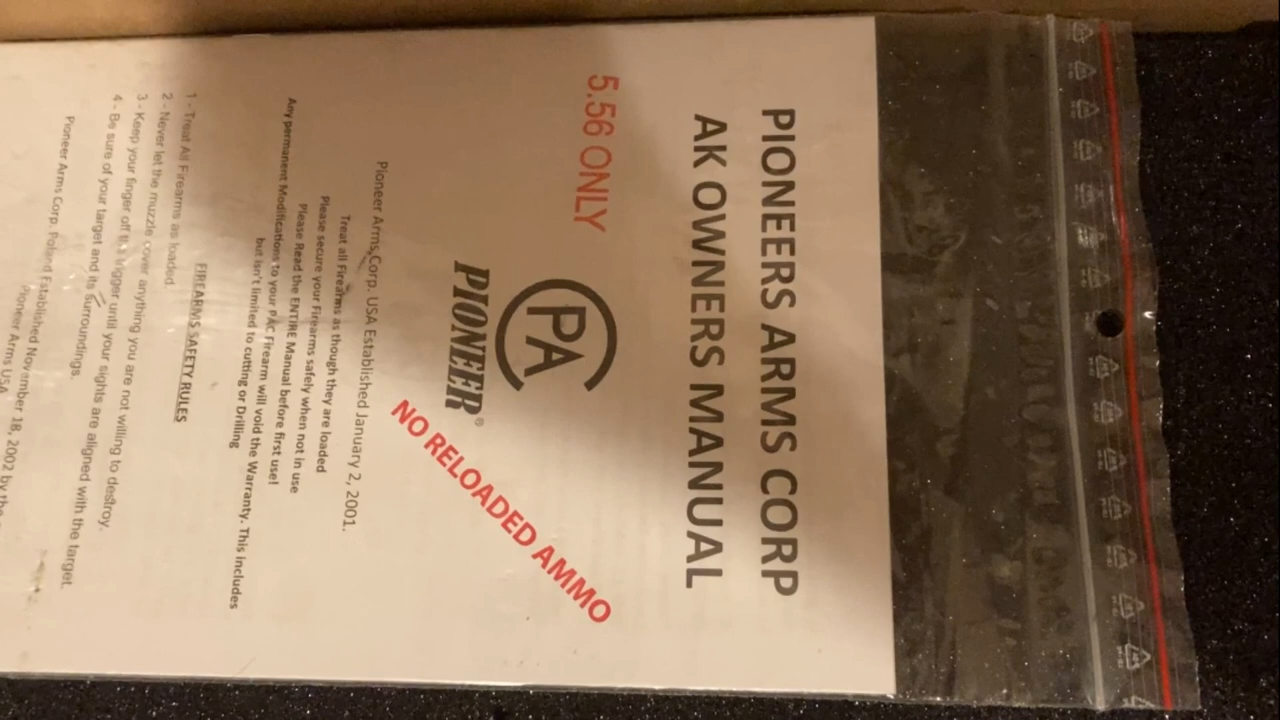 PIONEERS ARMS CORP
AK OWNERS MANUAL
5.56 ONLY
PA
PIONEER®
NO RELOADED AMMO
Pioneer Arms Corp. USA Established January 2, 2001.
Treat all Firearms as though they are loaded
Please secure your Firearms safely when not in use
Please Read the ENTIRE Manual before first use!
Any permanent Modifications to your PAC Firearm will void the Warranty. This includes
but isn't limited to cutting or Drilling
FIREARMS SAFETY RULES
1 - Treat All Firearms as loaded.
2 - Never let the muzzle cover anything you are not willing to destroy.
3 - Keep your finger off the trigger until your sights are aligned with the target.
4 - Be sure of your target and its surroundings.
Pioneer Arms Corp. Poland Established November 18, 2002 by the
Pioneer Arms USA